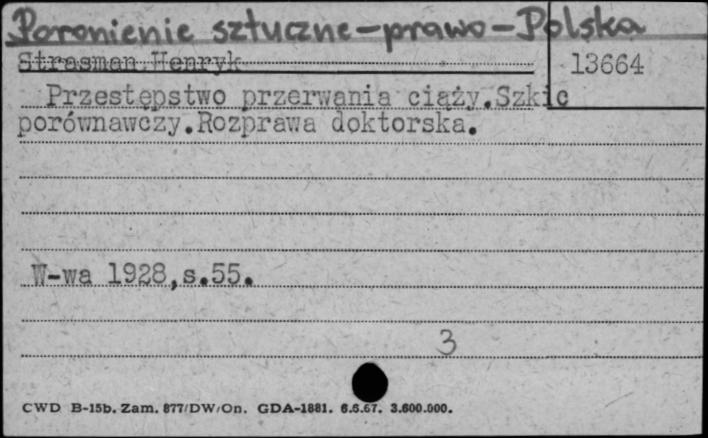 Poronienie sztuczne-prawo-Polska
Strasman Henryk
13664
Przestępstwo przerwania ciąży.Szkic
porównawczy.Rozprawa doktorska.
W-wa 1928,s.55.
3
CWD B-15b. Zam. 877/DW/On. GDA-1881. 6.6.67. 3.600.000.